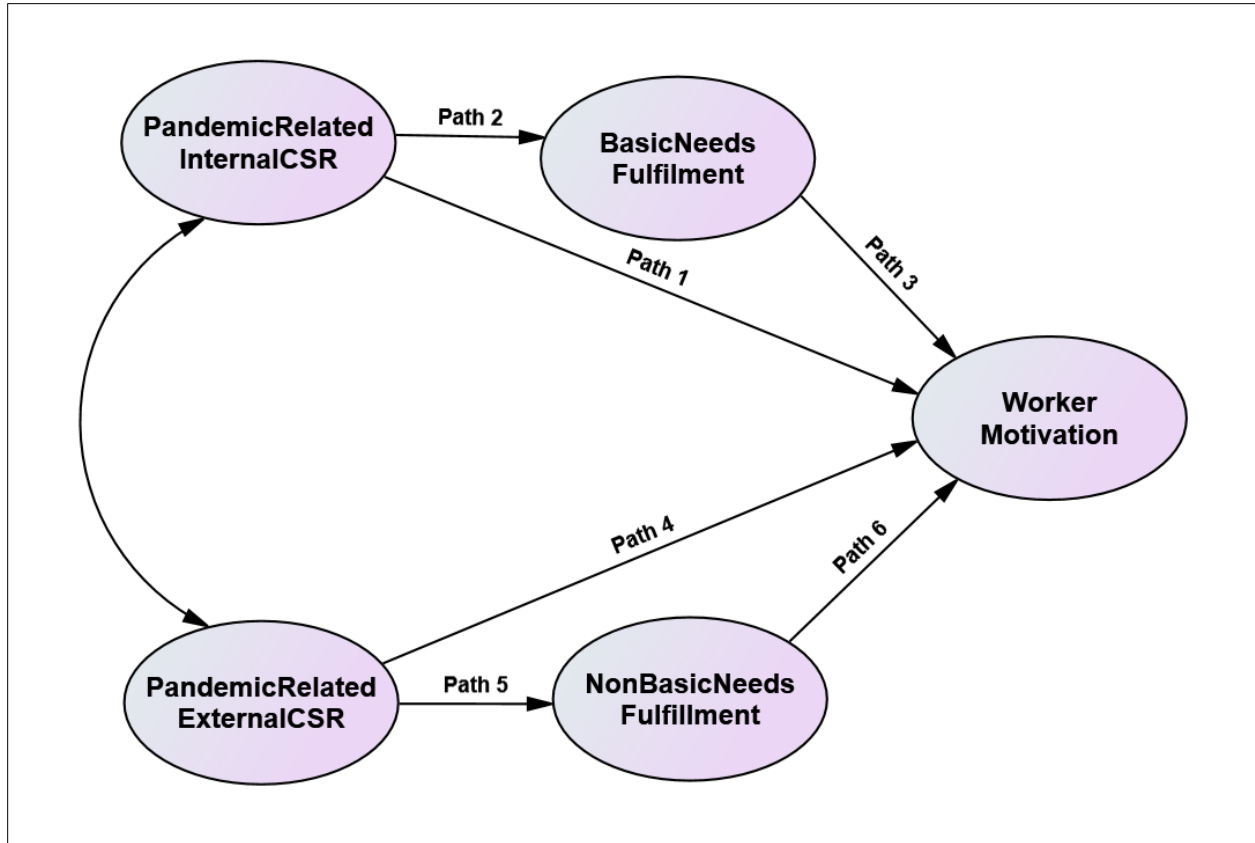 PandemicRelated
InternalCSR
Path 2
BasicNeeds
Fulfilment
Path 1
Path 3
Worker
Motivation
Path 4
Path 6
PandemicRelated
ExternalCSR
Path 5
NonBasicNeeds
Fulfillment